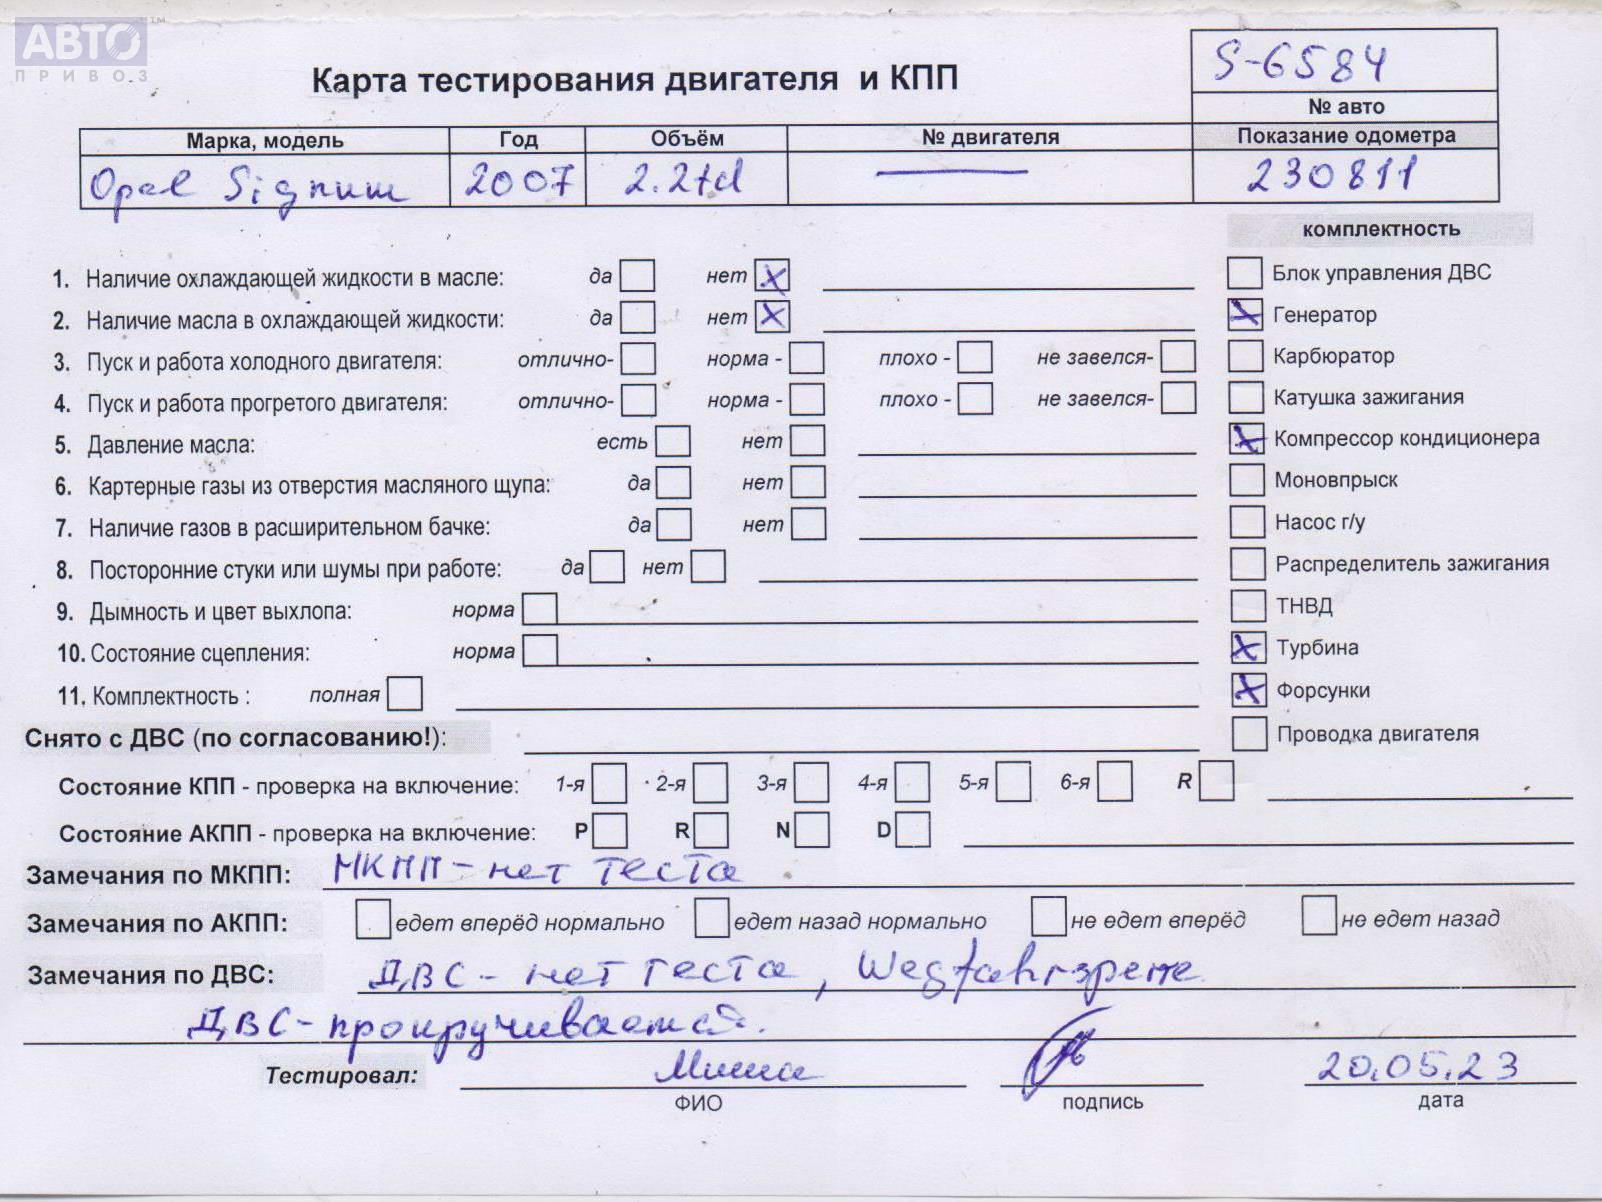 АВТО ™
ПРИВОЗ
S-6584
Карта тестирования двигателя и КПП
№ авто
Марка, модель Год Объём № двигателя Показание одометра
Opel Signum 2007 2.2td — 230811
комплектность
1. Наличие охлаждающей жидкости в масле: да нет X Блок управления ДВС
2. Наличие масла в охлаждающей жидкости: да нет X X Генератор
3. Пуск и работа холодного двигателя: отлично- норма - плохо - не завелся- Карбюратор
4. Пуск и работа прогретого двигателя: отлично- норма - плохо - не завелся- Катушка зажигания
5. Давление масла: есть нет X Компрессор кондиционера
6. Картерные газы из отверстия масляного щупа: да нет Моновпрыск
7. Наличие газов в расширительном бачке: да нет Насос г/у
8. Посторонние стуки или шумы при работе: да нет Распределитель зажигания
9. Дымность и цвет выхлопа: норма ТНВД
10. Состояние сцепления: норма X Турбина
11. Комплектность : полная X Форсунки
Снято с ДВС (по согласованию!): Проводка двигателя
Состояние КПП - проверка на включение: 1-я 2-я 3-я 4-я 5-я 6-я R
Состояние АКПП - проверка на включение: P R N D
Замечания по МКПП: МКПП - нет теста
Замечания по АКПП: едет вперёд нормально едет назад нормально не едет вперёд не едет назад
Замечания по ДВС: ДВС - нет теста, Wegfahrsperre
ДВС - прокручивается.
Тестировал: Миша 20.05.23
ФИО подпись дата